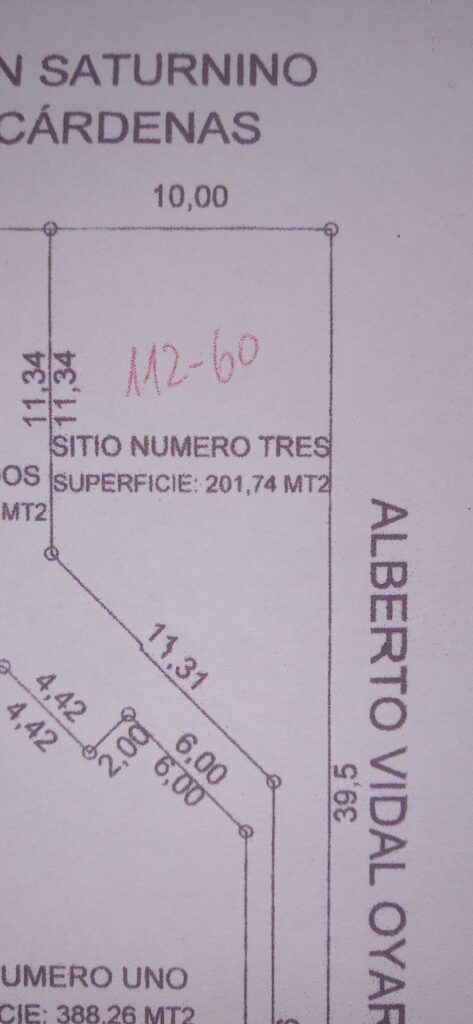 N SATURNINO
CÁRDENAS
10,00
11,34
11,34
112-60
SITIO NUMERO TRES
SUPERFICIE: 201,74 MT2
OS
MT2
11,31
4,42
4,42
2,00
6,00
6,00
39,5
ALBERTO VIDAL OYAR
UMERO UNO
CIE: 388,26 MT2